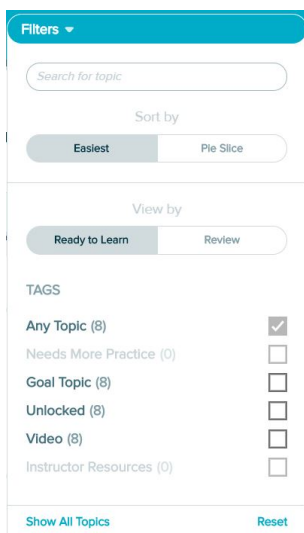 Filters
Search for topic
Sort by
Easiest Pie Slice
View by
Ready to Learn Review
TAGS
Any Topic (8)
Needs More Practice (0)
Goal Topic (8)
Unlocked (8)
Video (8)
Instructor Resources (0)
Show All Topics Reset